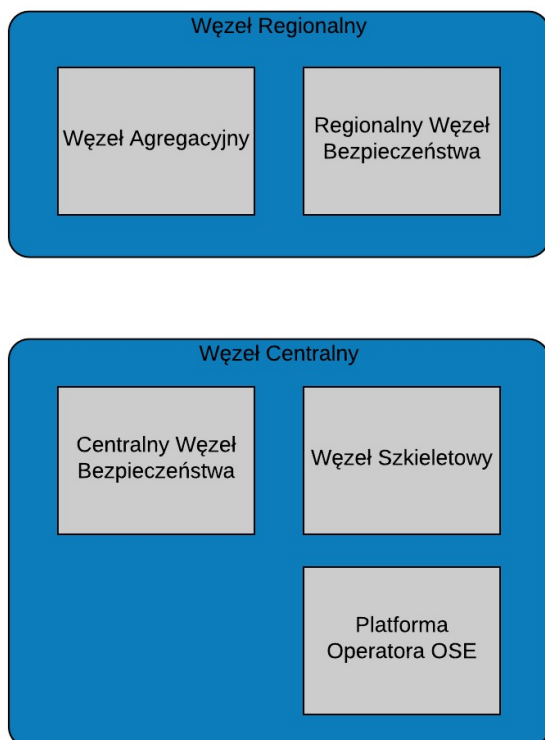 Węzeł Regionalny
Węzeł Agregacyjny
Regionalny Węzeł
Bezpieczeństwa
Węzeł Centralny
Centralny Węzeł
Bezpieczeństwa
Węzeł Szkieletowy
Platforma
Operatora OSE